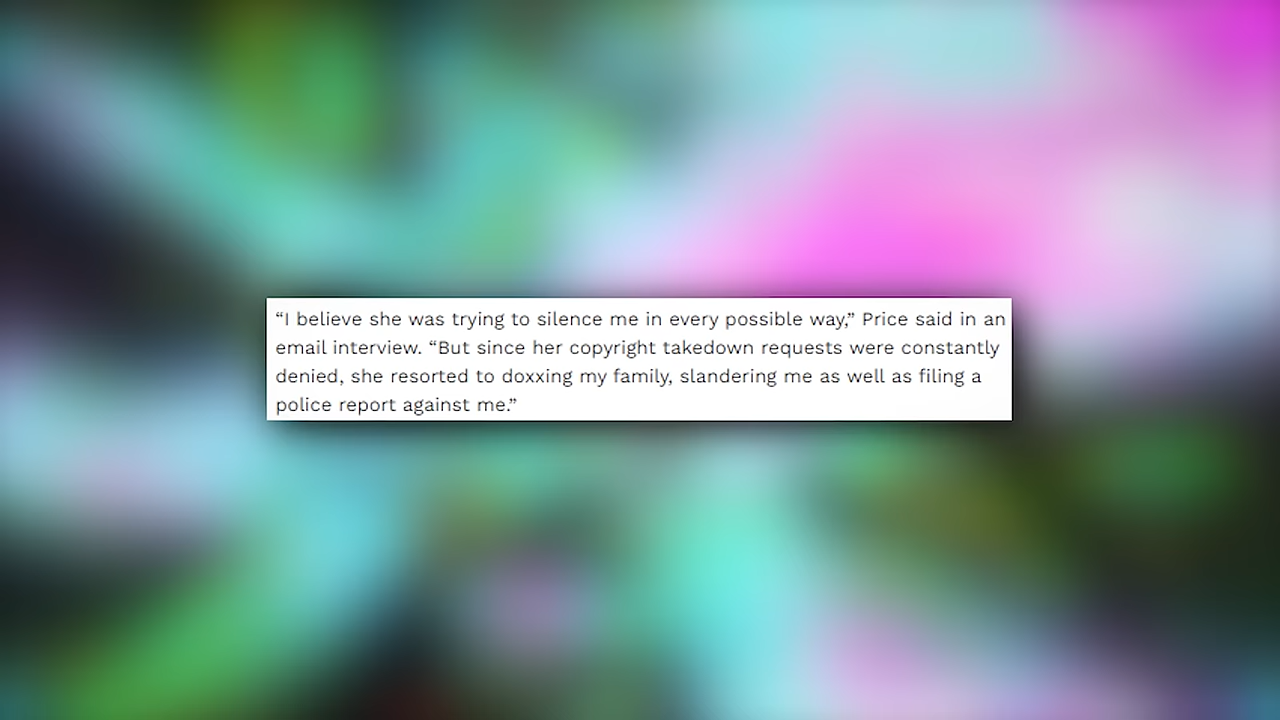 “I believe she was trying to silence me in every possible way,” Price said in an
email interview. “But since her copyright takedown requests were constantly
denied, she resorted to doxxing my family, slandering me as well as filing a
police report against me.”